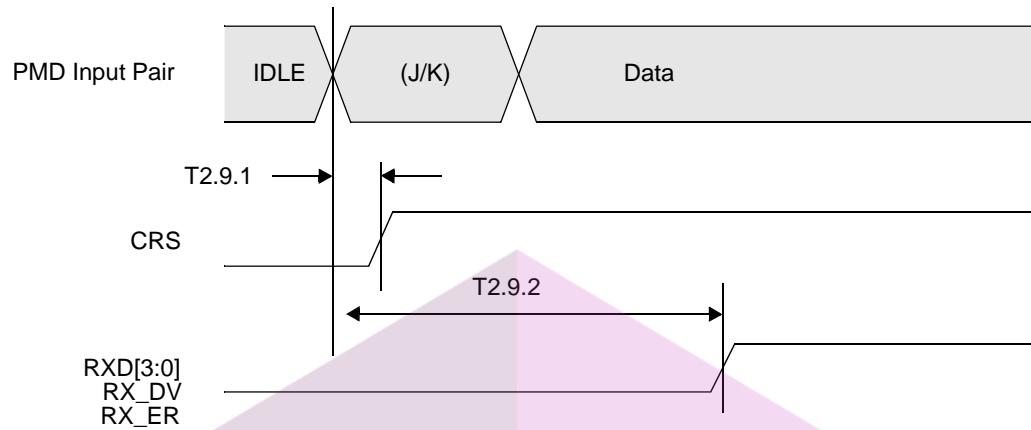 PMD Input Pair
IDLE
(J/K)
Data
T2.9.1
CRS
T2.9.2
RXD[3:0]
RX_DV
RX_ER